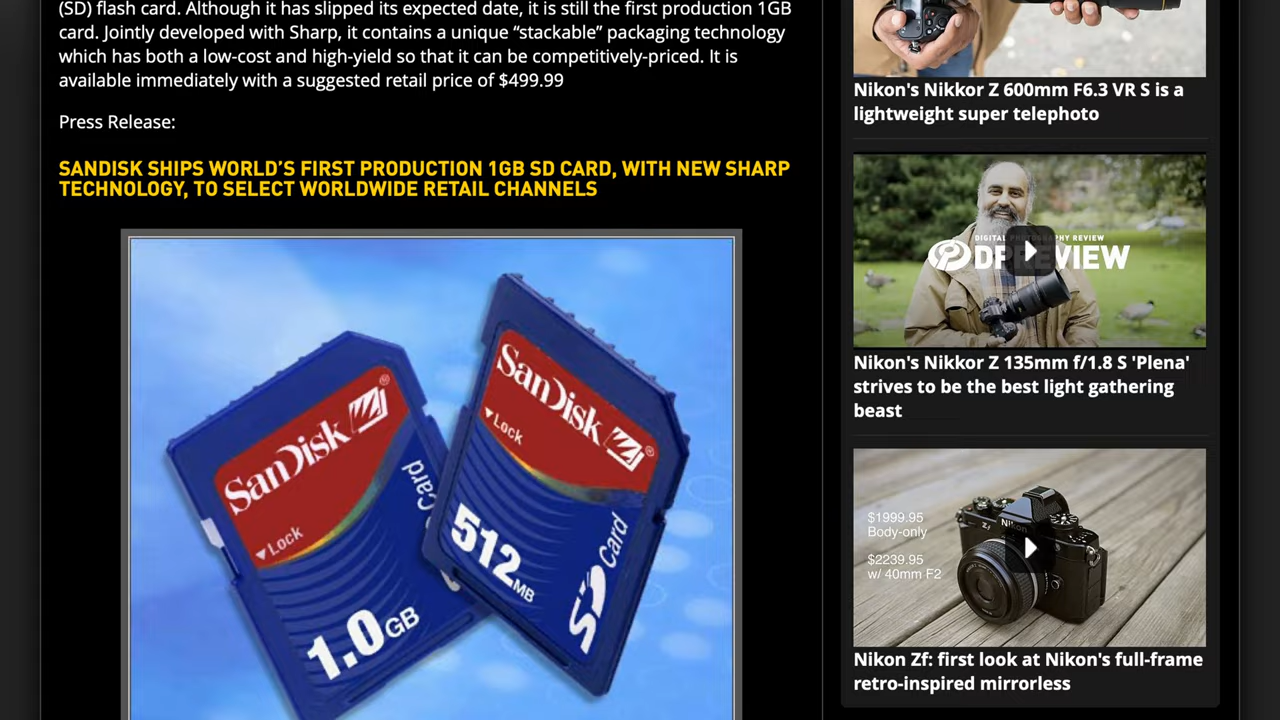 (SD) flash card. Although it has slipped its expected date, it is still the first production 1GB
card. Jointly developed with Sharp, it contains a unique “stackable” packaging technology
which has both a low-cost and high-yield so that it can be competitively-priced. It is
available immediately with a suggested retail price of $499.99
Press Release:
SANDISK SHIPS WORLD’S FIRST PRODUCTION 1GB SD CARD, WITH NEW SHARP
TECHNOLOGY, TO SELECT WORLDWIDE RETAIL CHANNELS
SanDisk
®
Lock
Card
1.0GB
SanDisk
®
Lock
512MB
SD Card
Nikon's Nikkor Z 600mm F6.3 VR S is a
lightweight super telephoto
DIGITAL PHOTOGRAPHY REVIEW
DPREVIEW
Nikon's Nikkor Z 135mm f/1.8 S 'Plena'
strives to be the best light gathering
beast
$1999.95
Body-only
$2239.95
w/ 40mm F2
Nikon
Zf
Nikon Zf: first look at Nikon's full-frame
retro-inspired mirrorless